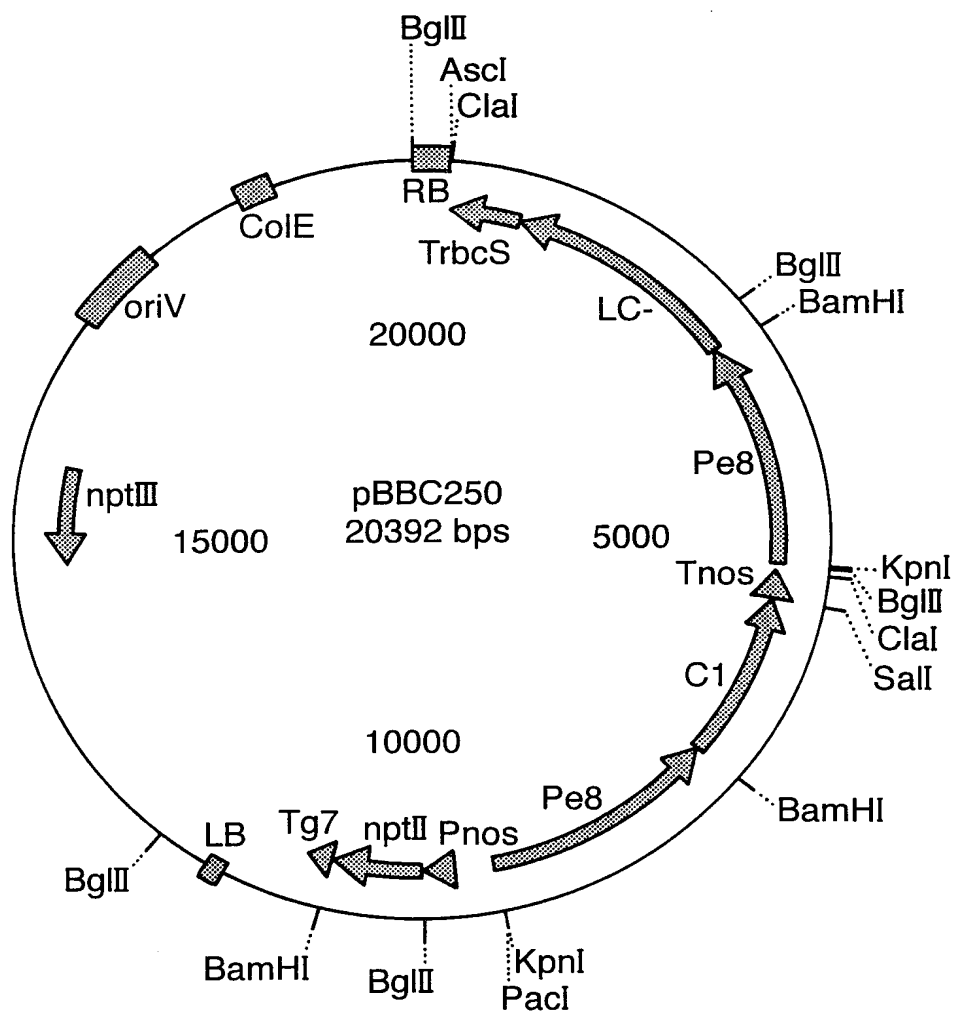 BglⅡ
AscⅠ
ClaⅠ
RB
ColE
TrbcS
oriV
BglⅡ
BamHⅠ
LC-
20000
Pe8
nptⅢ
pBBC250
20392 bps
15000
5000
Tnos
KpnⅠ
BglⅡ
ClaⅠ
SalⅠ
C1
10000
Pe8
BamHⅠ
Tg7
nptⅡ
Pnos
LB
BglⅡ
BamHⅠ
BglⅡ
KpnⅠ
PacⅠ